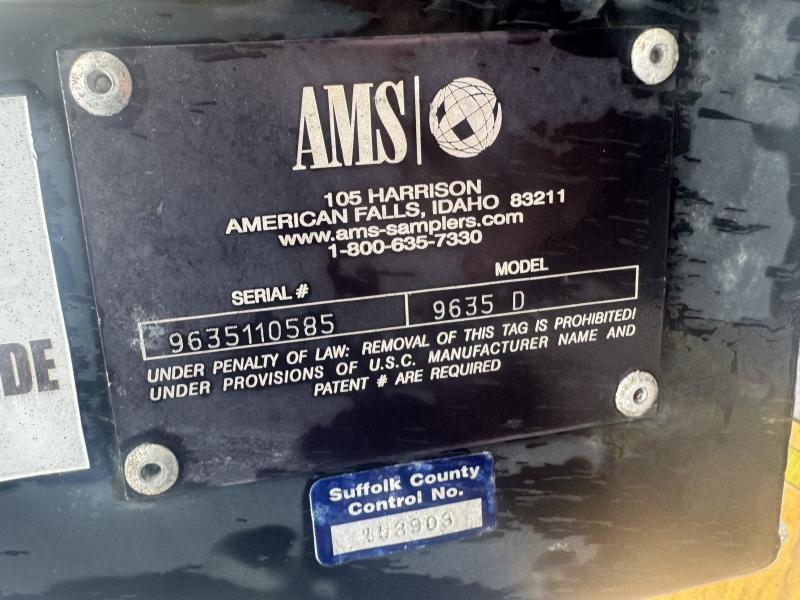 AMS
105 HARRISON
AMERICAN FALLS, IDAHO 83211
www.ams-samplers.com
1-800-635-7330
SERIAL # MODEL
9635110585 9635 D
UNDER PENALTY OF LAW: REMOVAL OF THIS TAG IS PROHIBITED!
UNDER PROVISIONS OF U.S.C. MANUFACTURER NAME AND
PATENT # ARE REQUIRED
DE
Suffolk County
Control No.